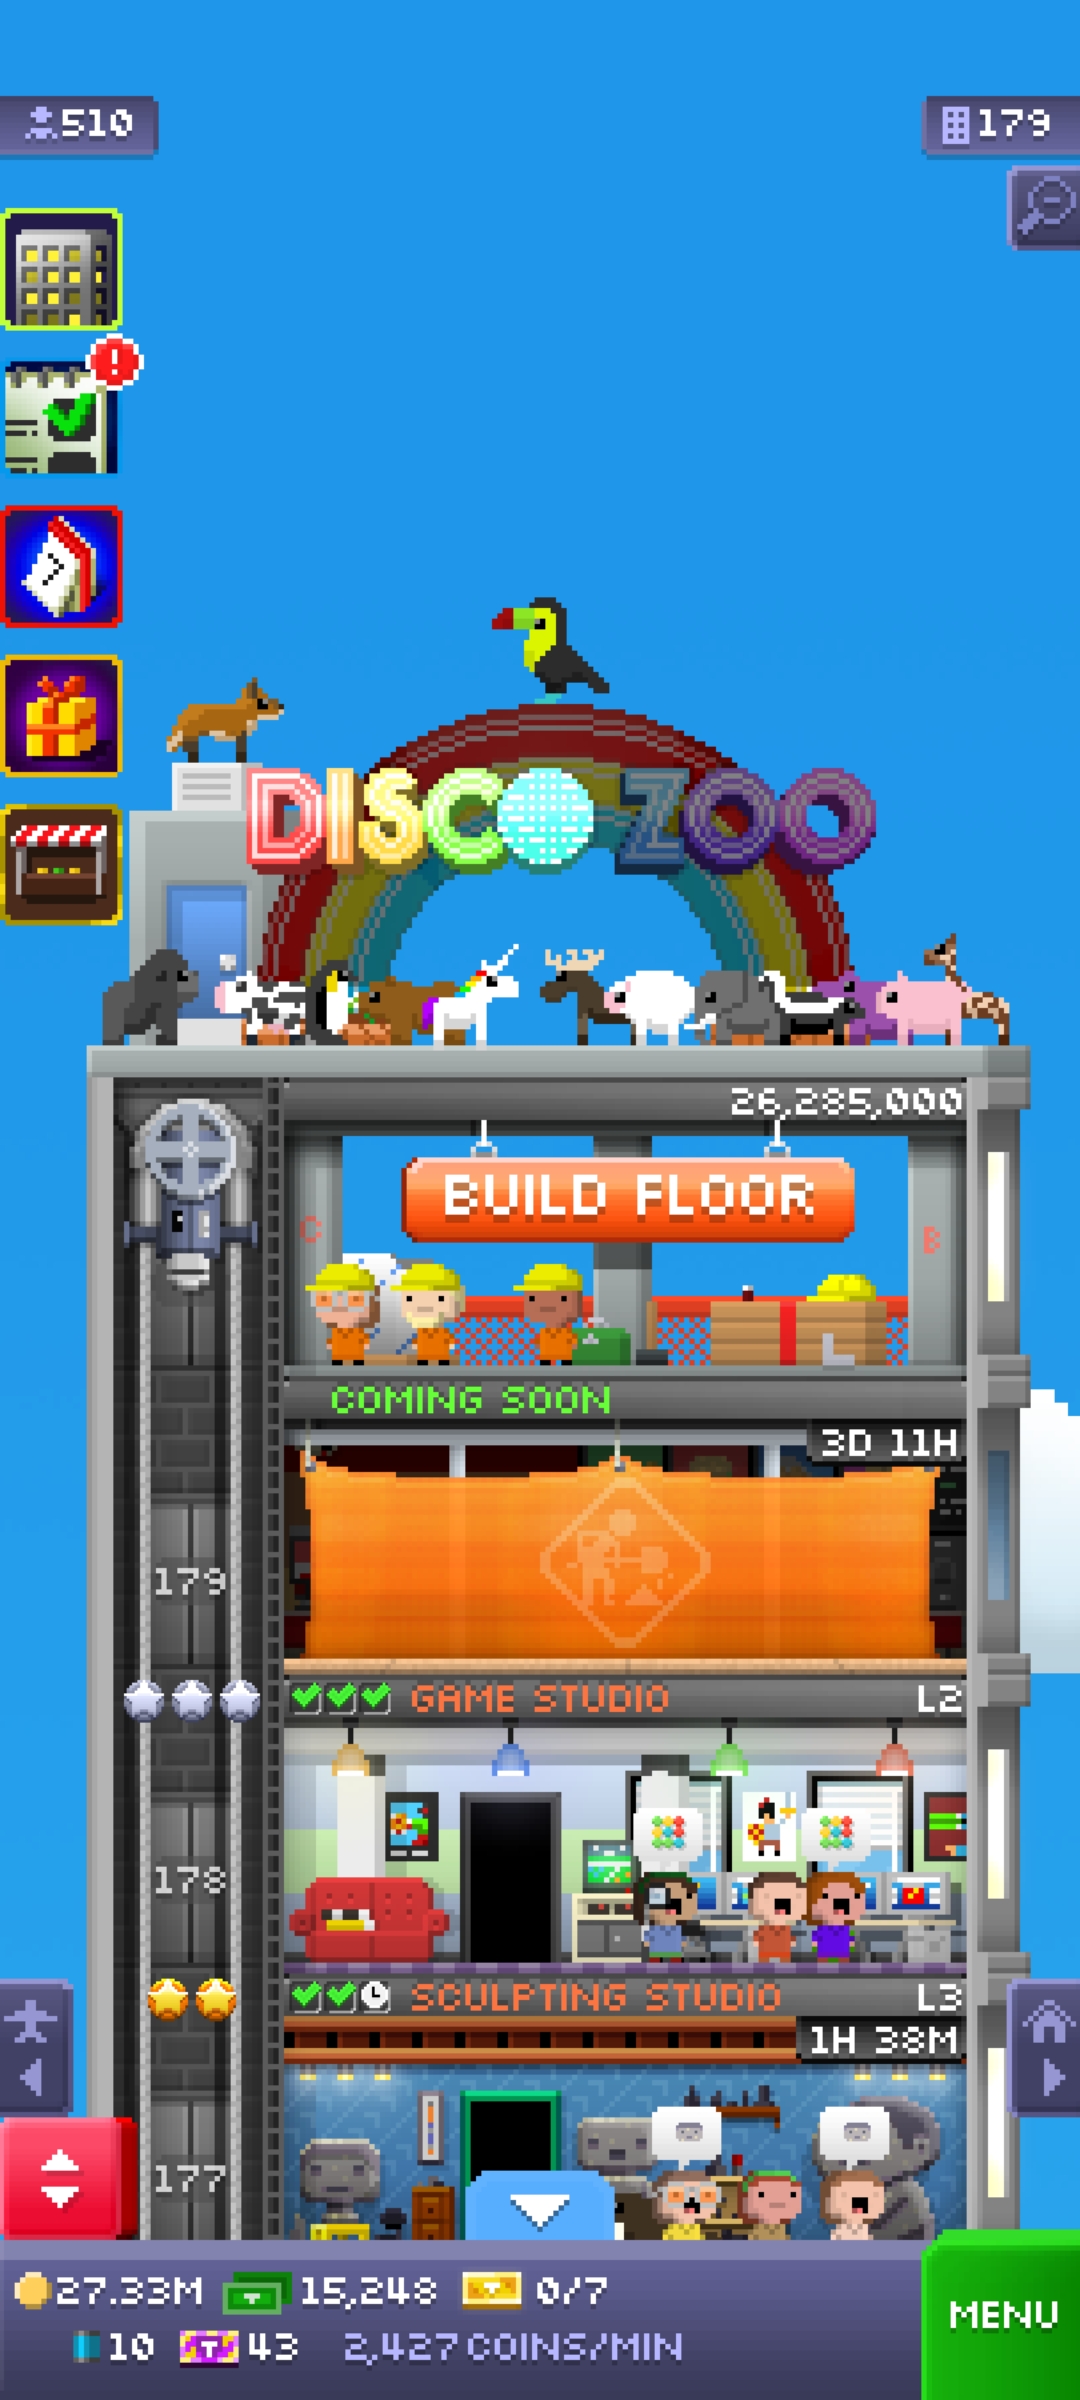 510
179
7
DISCO ZOO
26,285,000
BUILD FLOOR
C
B
COMING SOON
3D 11H
179
GAME STUDIO
L2
178
SCULPTING STUDIO
L3
1H 38M
177
27.33M
15,248
0/7
MENU
10
43
2,427 COINS/MIN